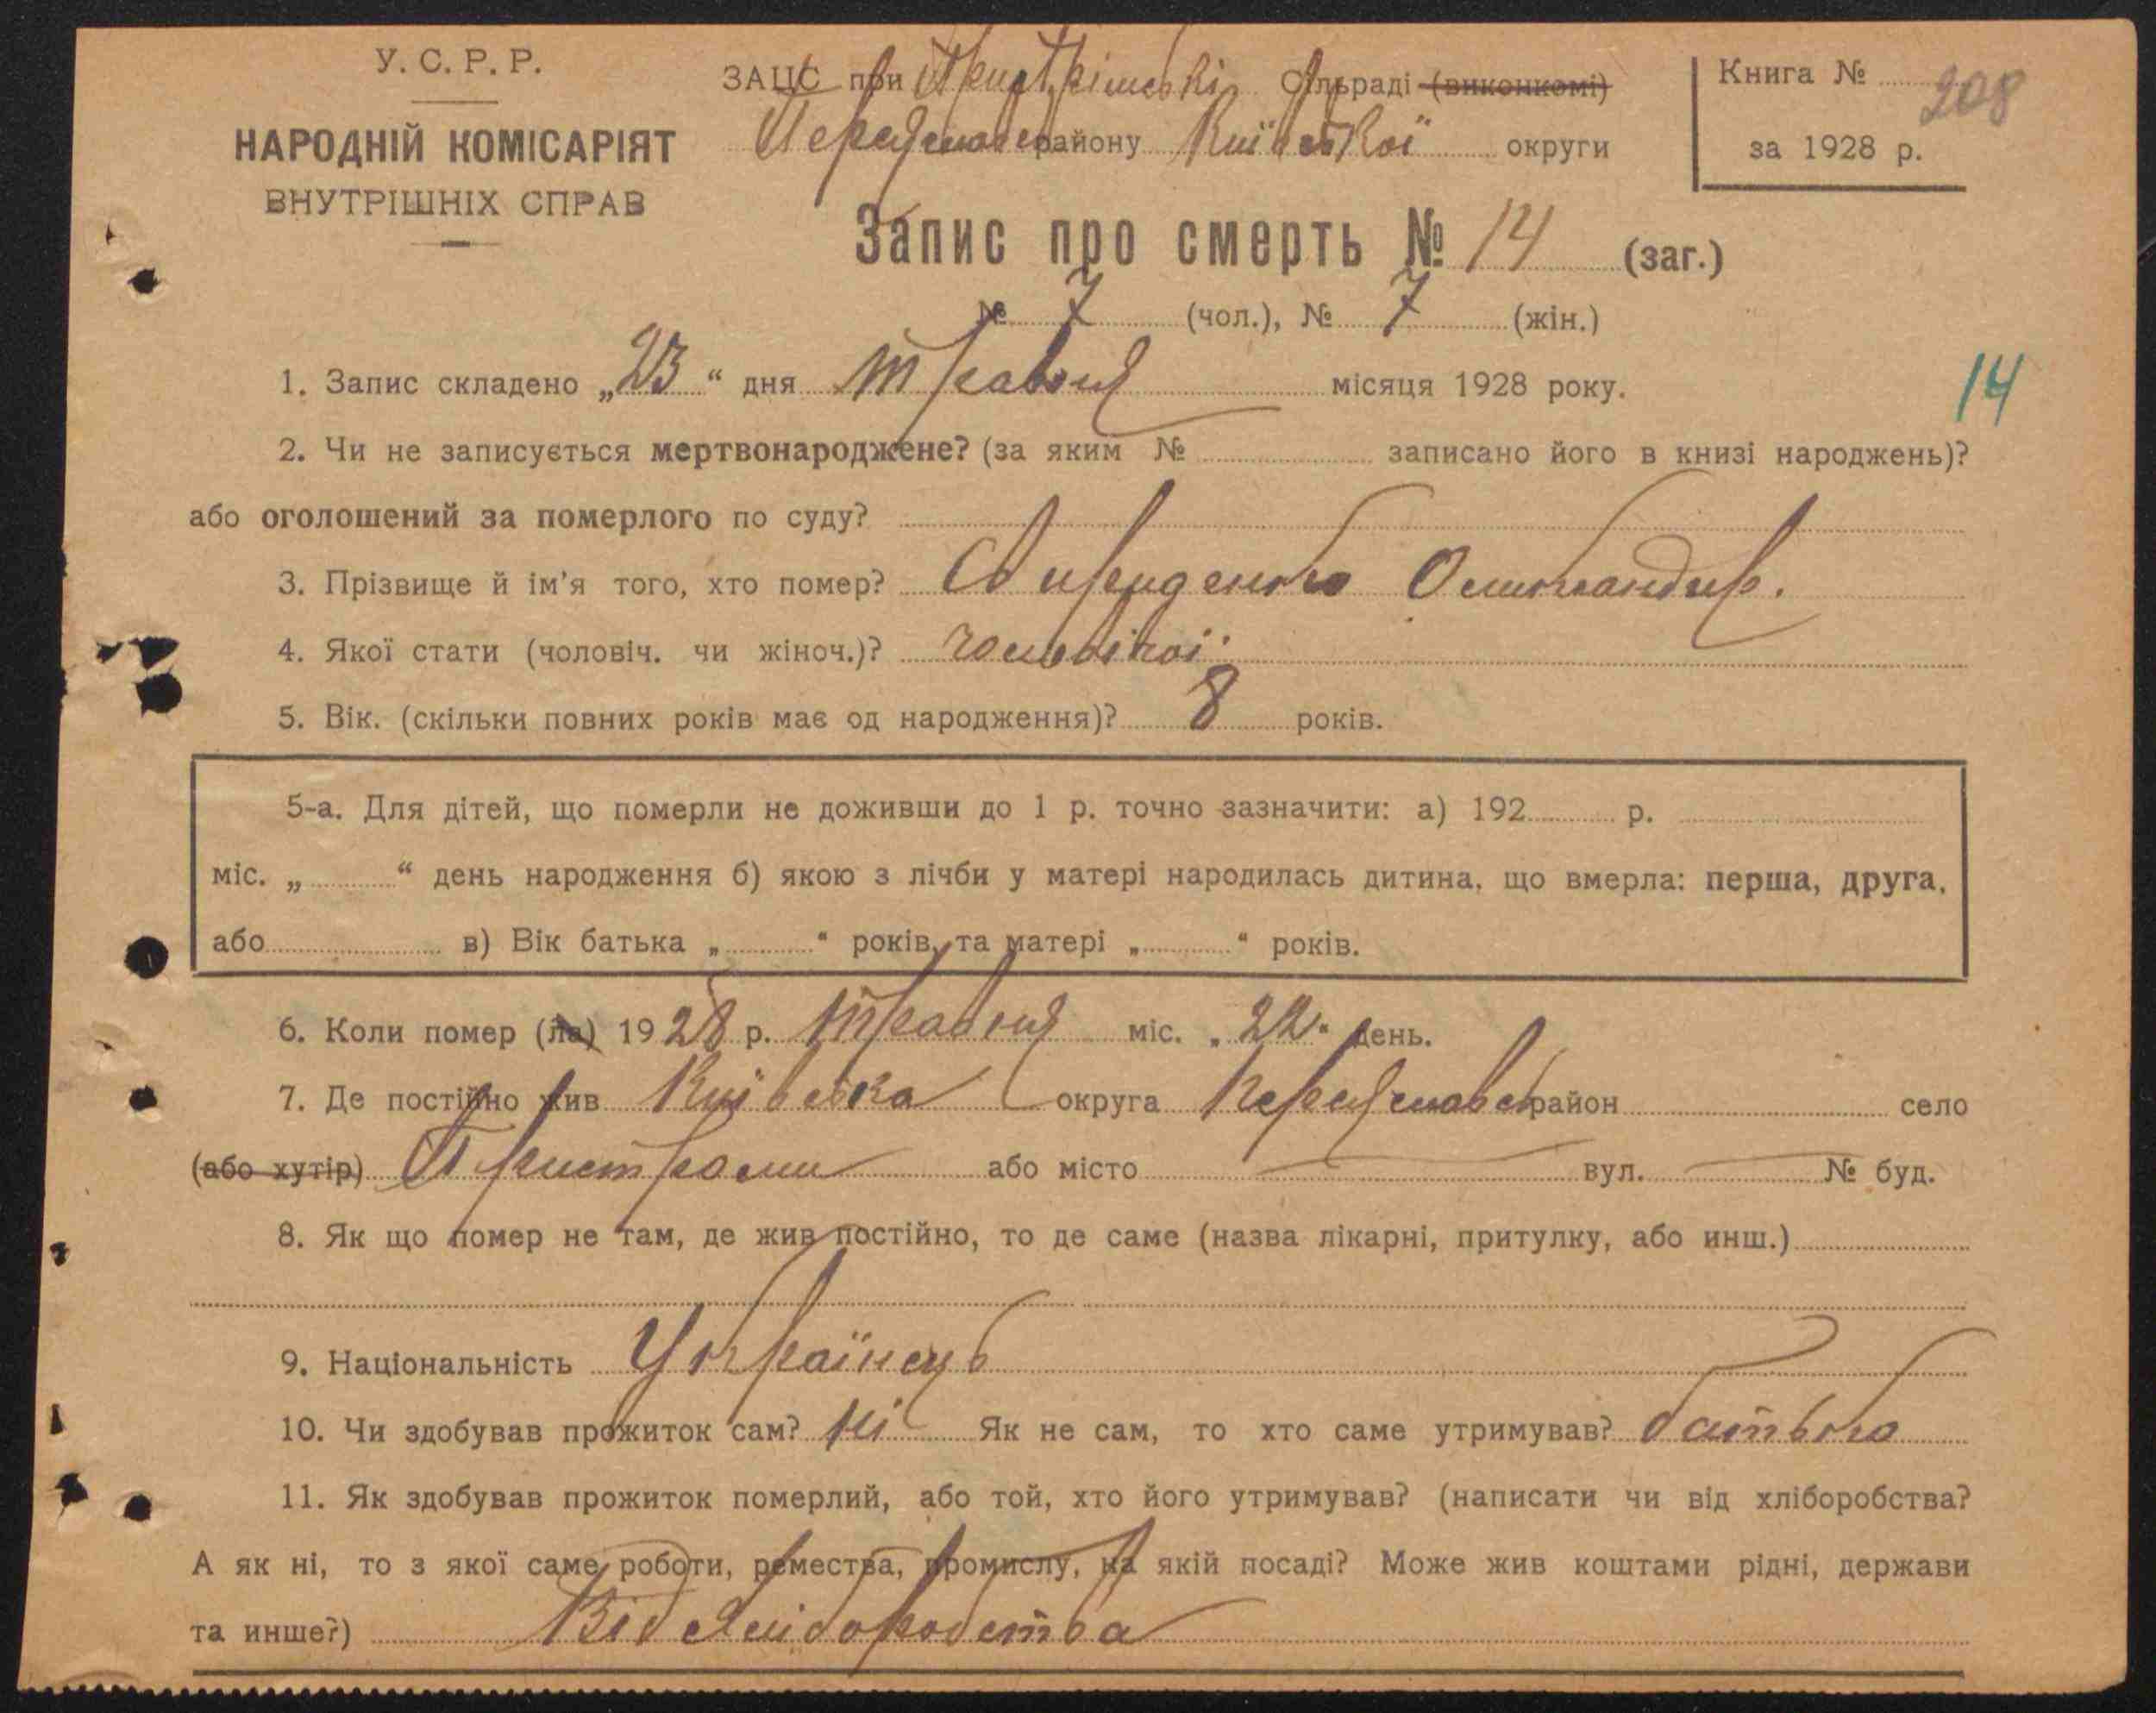 У. С. Р. Р.
НАРОДНІЙ КОМІСАРІЯТ
ВНУТРІШНІХ СПРАВ
ЗАЦС при Пристрімські Сільраді (виконкомі)
Переяславс району Київської округи
Книга № 208
за 1928 р.
Запис про смерть № 14 (заг.)
№ 7 (чол.), № 7 (жін.)
1. Запис складено „23“ дня Травня місяця 1928 року.
14
2. Чи не записується мертвонароджене? (за яким № записано його в книзі народжень)?
або оголошений за померлого по суду?
3. Прізвище й ім'я того, хто помер? Свириденко Олександир.
4. Якої стати (чоловіч. чи жіноч.)? чоловічої
5. Вік. (скільки повних років має од народження)? 8 років.
5-а. Для дітей, що померли не доживши до 1 р. точно зазначити: а) 192 р.
міс. „ “ день народження б) якою з лічби у матері народилась дитина, що вмерла: перша, друга,
або в) Вік батька „ “ років, та матері „ “ років.
6. Коли помер (ла) 1928 р. Травня міс. „22“ день.
7. Де постійно жив Київська округа Переяславс район село
(або хутір) Пристроми або місто вул. № буд.
8. Як що помер не там, де жив постійно, то де саме (назва лікарні, притулку, або инш.)
9. Національність Українець
10. Чи здобував прожиток сам? Ні Як не сам, то хто саме утримував? батько
11. Як здобував прожиток померлий, або той, хто його утримував? (написати чи від хліборобства?
А як ні, то з якої саме роботи, ремества, промислу, на якій посаді? Може жив коштами рідні, держави
та инше?) Від Хліборобства